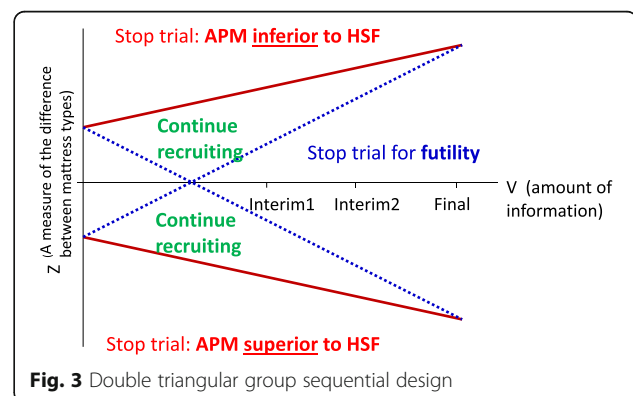 Stop trial: APM inferior to HSF
Z (A measure of the difference
between mattress types)
Continue
recruiting
Stop trial for futility
V (amount of
information)
Interim1 Interim2 Final
Continue
recruiting
Stop trial: APM superior to HSF
Fig. 3 Double triangular group sequential design